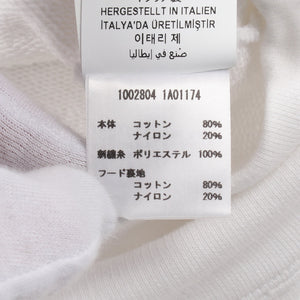 HERGESTELLT IN ITALIEN
İTALYA'DA ÜRETİLMİŞTİR
이태리 제
صنع في إيطاليا
1002804 1A01174
本体 コットン 80%
ナイロン 20%
刺繍糸 ポリエステル 100%
フード裏地
コットン 80%
ナイロン 20%